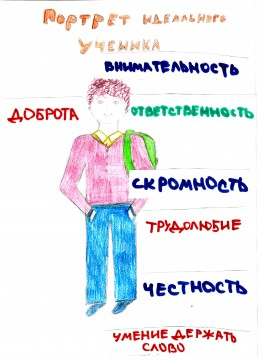 ПОРТРЕТ ИДЕАЛЬНОГО
УЧЕНИКА
ВНИМАТЕЛЬНОСТЬ
ДОБРОТА
ОТВЕТСТВЕННОСТЬ
СКРОМНОСТЬ
ТРУДОЛЮБИЕ
ЧЕСТНОСТЬ
УМЕНИЕ ДЕРЖАТЬ
СЛОВО